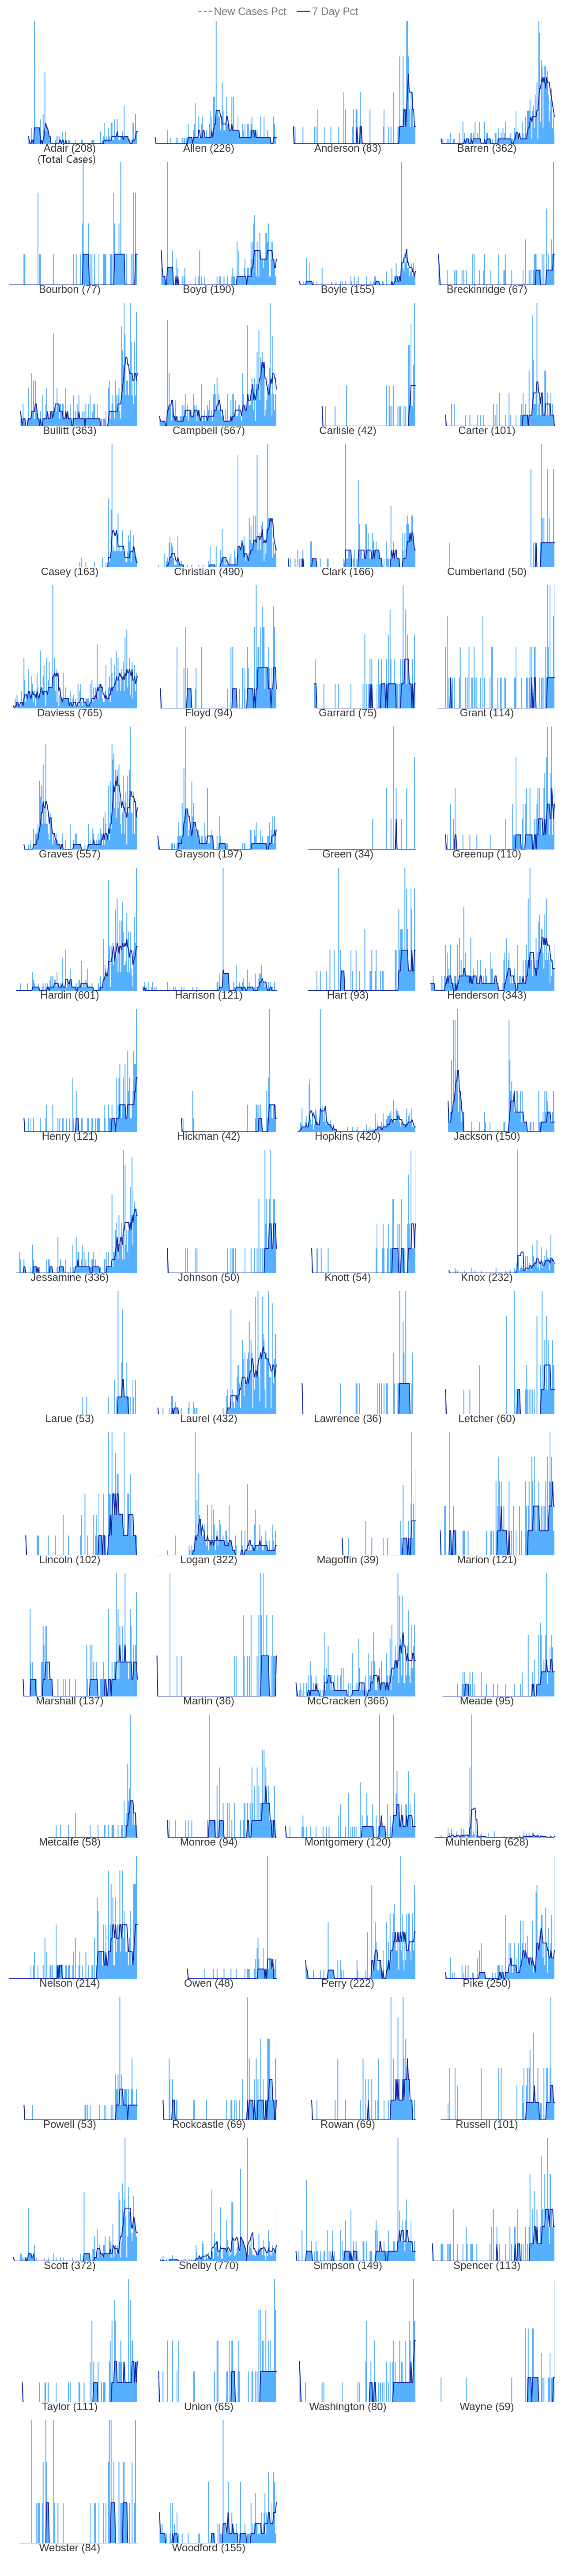 New Cases Pct 7 Day Pct
Adair (208) Allen (226) Anderson (83) Barren (362)
(Total Cases)
Bourbon (77) Boyd (190) Boyle (155) Breckinridge (67)
Bullitt (363) Campbell (567) Carlisle (42) Carter (101)
Casey (163) Christian (490) Clark (166) Cumberland (50)
Daviess (765) Floyd (94) Garrard (75) Grant (114)
Graves (557) Grayson (197) Green (34) Greenup (110)
Hardin (601) Harrison (121) Hart (93) Henderson (343)
Henry (121) Hickman (42) Hopkins (420) Jackson (150)
Jessamine (336) Johnson (50) Knott (54) Knox (232)
Larue (53) Laurel (432) Lawrence (36) Letcher (60)
Lincoln (102) Logan (322) Magoffin (39) Marion (121)
Marshall (137) Martin (36) McCracken (366) Meade (95)
Metcalfe (58) Monroe (94) Montgomery (120) Muhlenberg (628)
Nelson (214) Owen (48) Perry (222) Pike (250)
Powell (53) Rockcastle (69) Rowan (69) Russell (101)
Scott (372) Shelby (770) Simpson (149) Spencer (113)
Taylor (111) Union (65) Washington (80) Wayne (59)
Webster (84) Woodford (155)